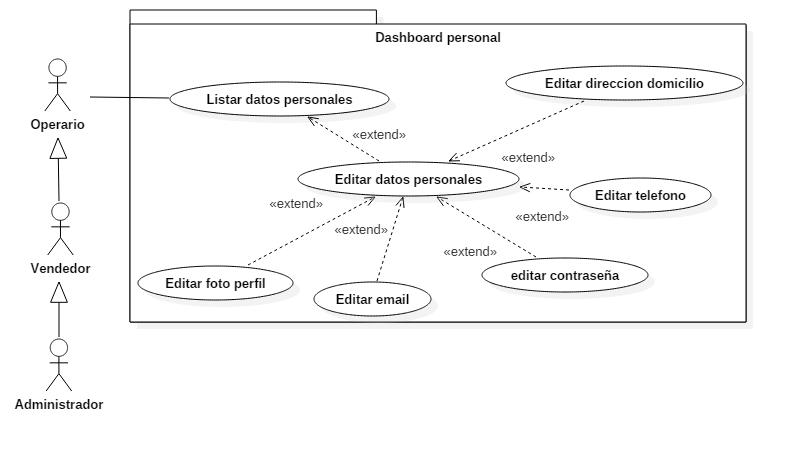 Dashboard personal
Editar direccion domicilio
Listar datos personales
Operario
«extend»
«extend»
Editar datos personales
Editar telefono
«extend»
«extend»
«extend»
«extend»
Vendedor
Editar foto perfil
editar contraseña
Editar email
Administrador